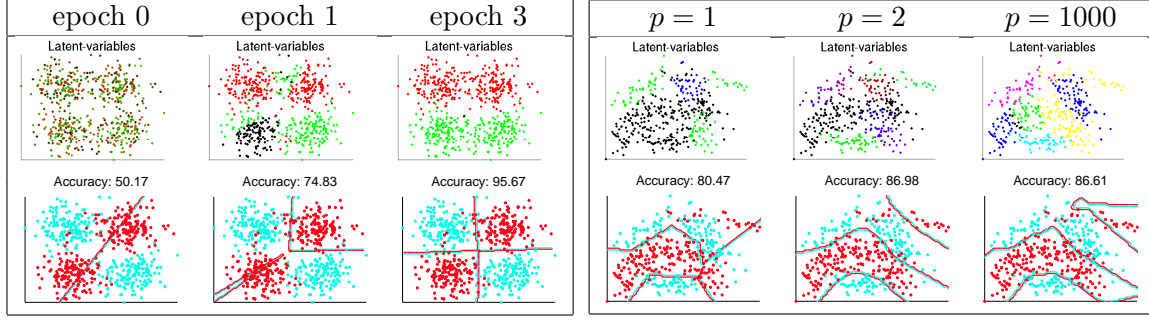 epoch 0 epoch 1 epoch 3 p = 1 p = 2 p = 1000
Latent-variables Latent-variables Latent-variables Latent-variables Latent-variables Latent-variables
Accuracy: 50.17 Accuracy: 74.83 Accuracy: 95.67 Accuracy: 80.47 Accuracy: 86.98 Accuracy: 86.61